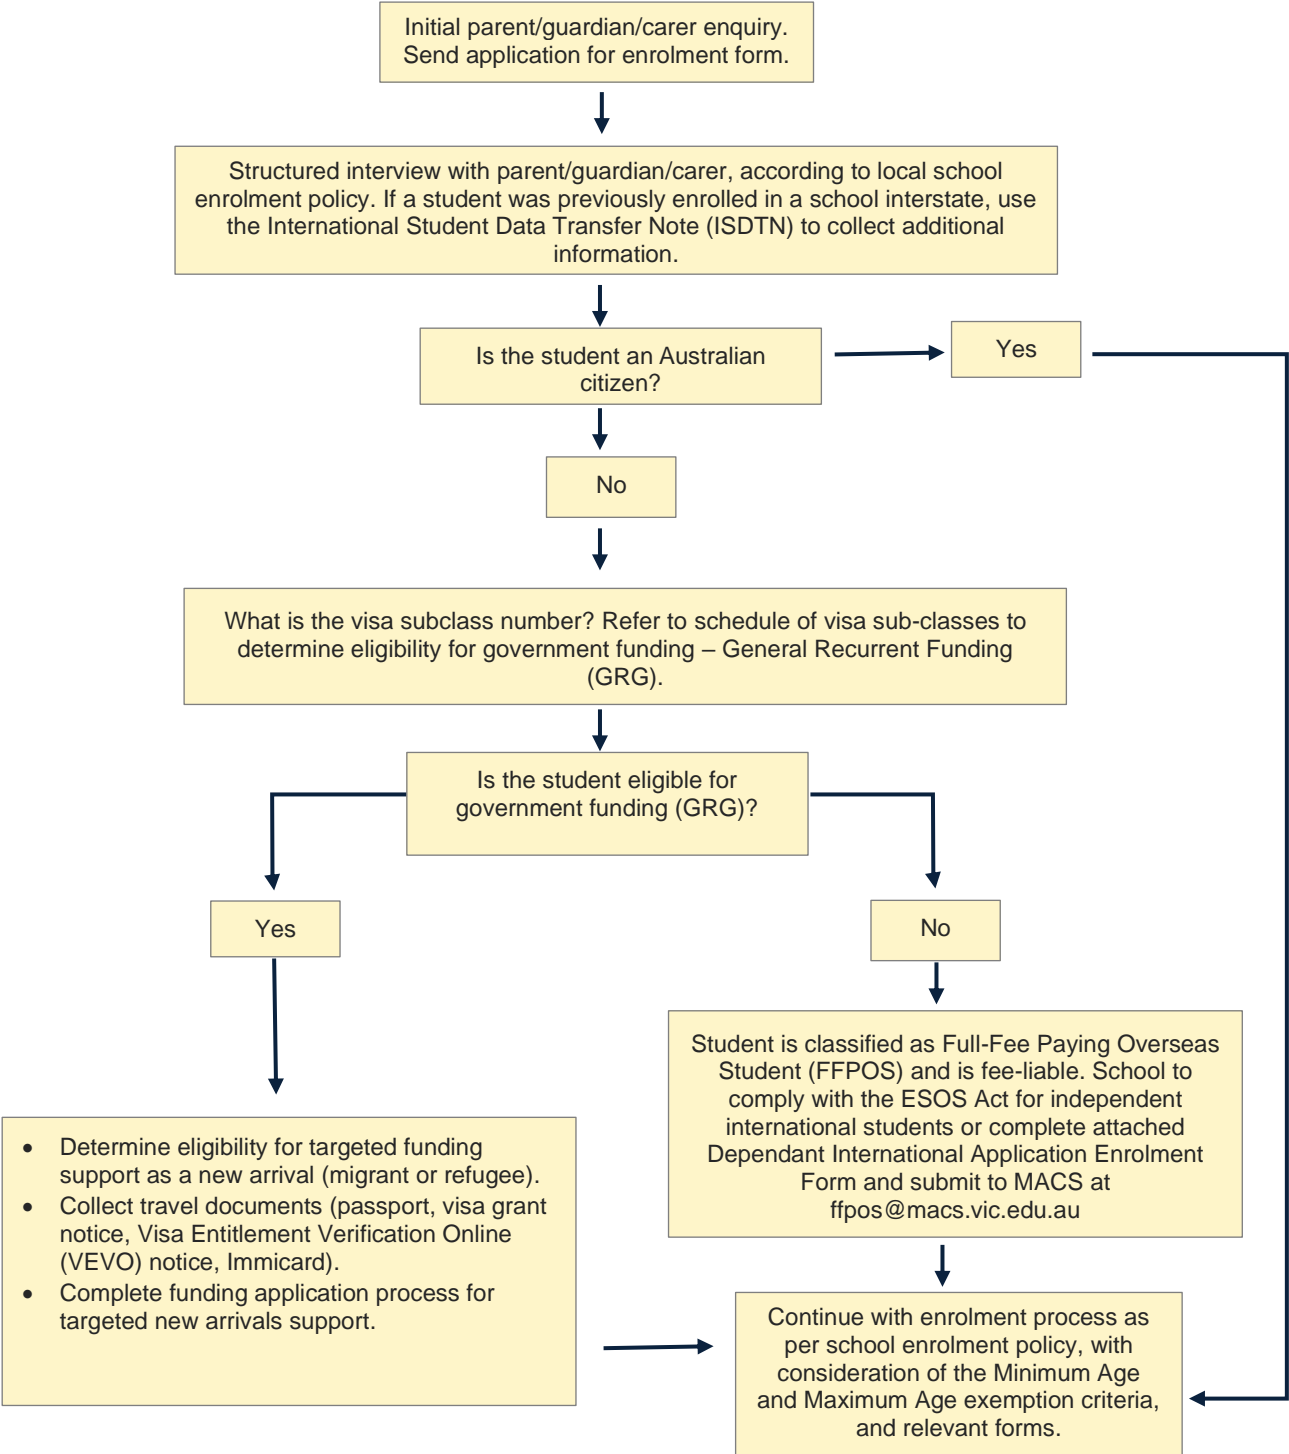 Initial parent/guardian/carer enquiry.
Send application for enrolment form.
Structured interview with parent/guardian/carer, according to local school
enrolment policy. If a student was previously enrolled in a school interstate, use
the International Student Data Transfer Note (ISDTN) to collect additional
information.
Is the student an Australian
citizen?
Yes
No
What is the visa subclass number? Refer to schedule of visa sub-classes to
determine eligibility for government funding – General Recurrent Funding
(GRG).
Is the student eligible for
government funding (GRG)?
Yes
No
Student is classified as Full-Fee Paying Overseas
Student (FFPOS) and is fee-liable. School to
comply with the ESOS Act for independent
international students or complete attached
Dependant International Application Enrolment
Form and submit to MACS at
ffpos@macs.vic.edu.au
• Determine eligibility for targeted funding
support as a new arrival (migrant or refugee).
• Collect travel documents (passport, visa grant
notice, Visa Entitlement Verification Online
(VEVO) notice, Immicard).
• Complete funding application process for
targeted new arrivals support.
Continue with enrolment process as
per school enrolment policy, with
consideration of the Minimum Age
and Maximum Age exemption criteria,
and relevant forms.